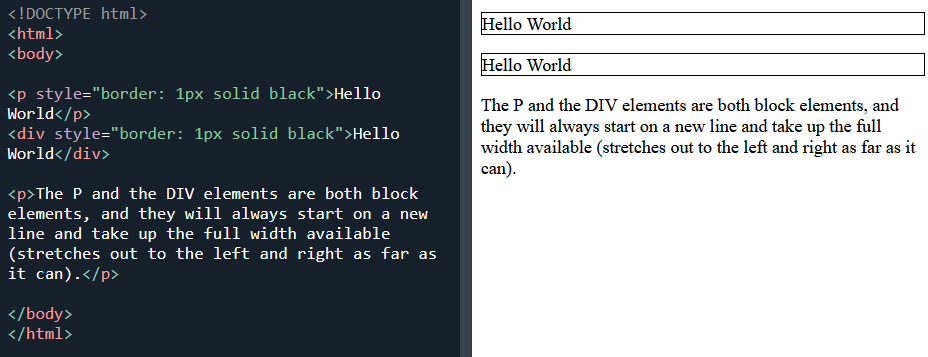 <!DOCTYPE html>
<html>
<body>
<p style="border: 1px solid black">Hello
World</p>
<div style="border: 1px solid black">Hello
World</div>
<p>The P and the DIV elements are both block
elements, and they will always start on a new
line and take up the full width available
(stretches out to the left and right as far as
it can).</p>
</body>
</html>
Hello World
Hello World
The P and the DIV elements are both block elements, and
they will always start on a new line and take up the full
width available (stretches out to the left and right as far as it
can).